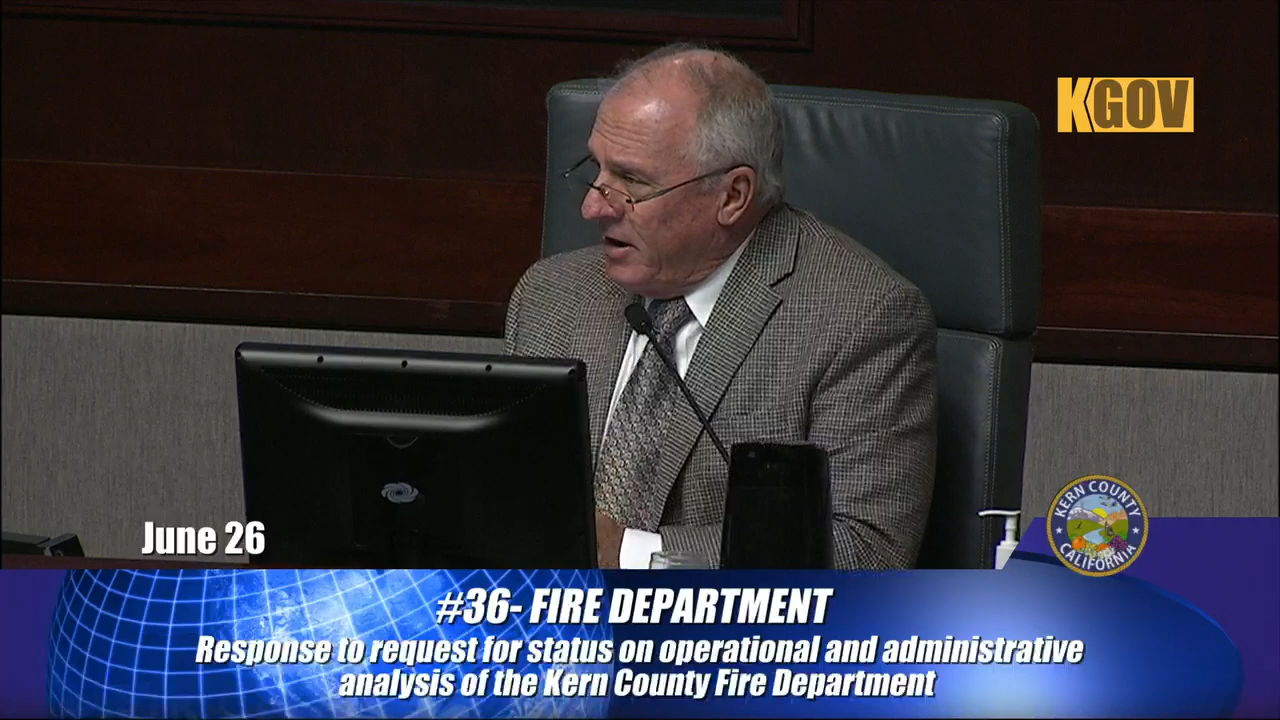 KGOV
June 26
KERN COUNTY
CALIFORNIA
#36- FIRE DEPARTMENT
Response to request for status on operational and administrative
analysis of the Kern County Fire Department